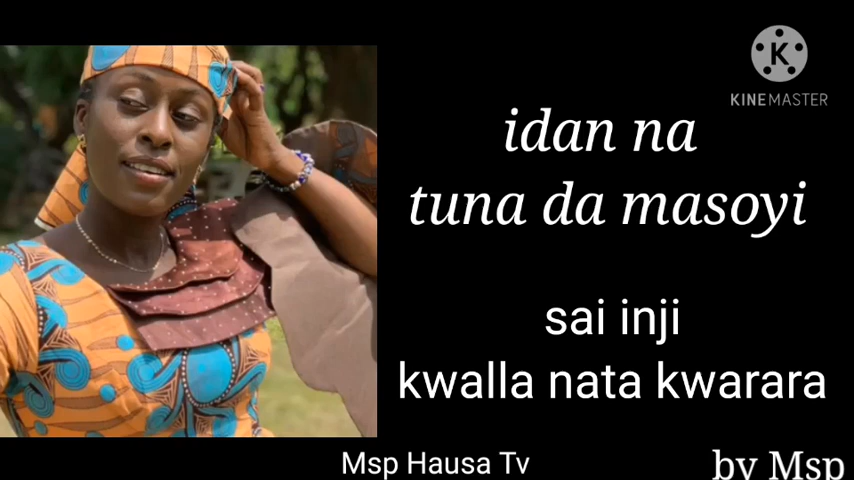 KINEMASTER
idan na
tuna da masoyi
sai inji
kwalla nata kwarara
Msp Hausa Tv
by Msp